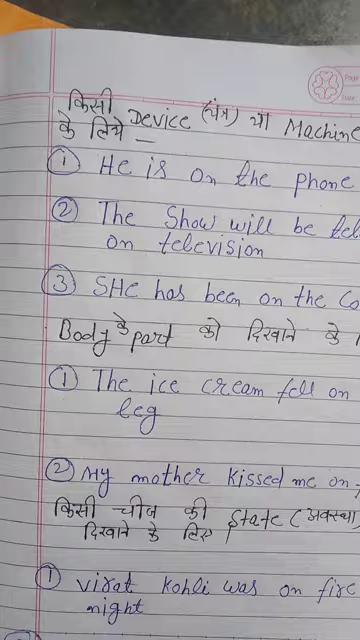 किसी Device (यंत्र) या Machine
के लिये —
① He is on the phone
② The Show will be
on television
③ SHe has been on the
Body के part को दिखाने के
① The ice cream fell on
leg
② My mother kissed me on
किसी चीज की State (अवस्था)
दिखाने के लिए
① virat kohli was on fire
night